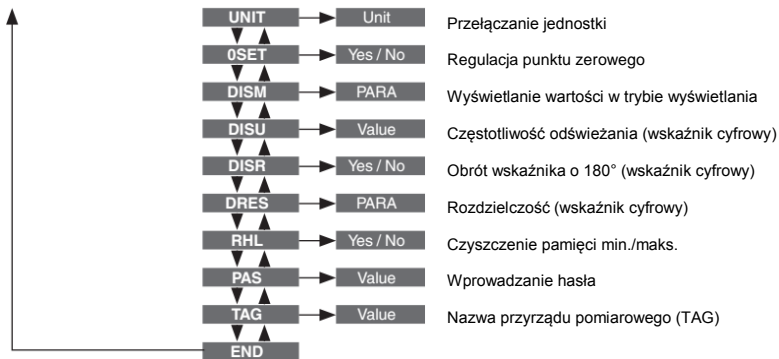 UNIT Unit Przełączanie jednostki
0SET Yes / No Regulacja punktu zerowego
DISM PARA Wyświetlanie wartości w trybie wyświetlania
DISU Value Częstotliwość odświeżania (wskaźnik cyfrowy)
DISR Yes / No Obrót wskaźnika o 180° (wskaźnik cyfrowy)
DRES PARA Rozdzielczość (wskaźnik cyfrowy)
RHL Yes / No Czyszczenie pamięci min./maks.
PAS Value Wprowadzanie hasła
TAG Value Nazwa przyrządu pomiarowego (TAG)
END